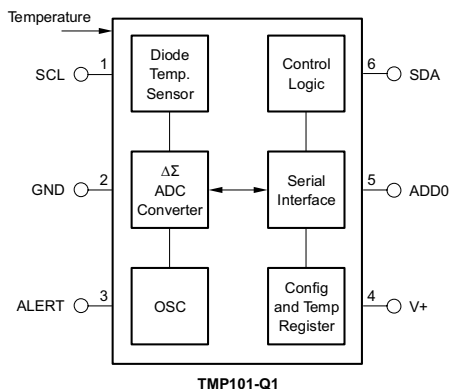 Temperature
SCL
1
Diode
Temp.
Sensor
Control
Logic
6
SDA
GND
2
ΔΣ
ADC
Converter
Serial
Interface
5
ADD0
ALERT
3
OSC
Config
and Temp
Register
4
V+
TMP101-Q1